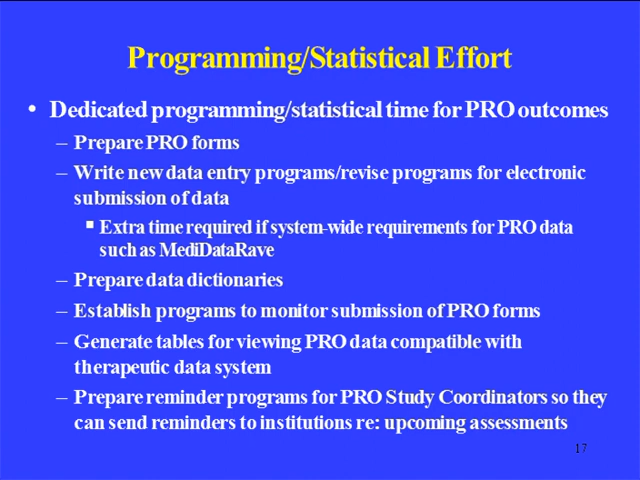 Programming/Statistical Effort
• Dedicated programming/statistical time for PRO outcomes
– Prepare PRO forms
– Write new data entry programs/revise programs for electronic
submission of data
▪ Extra time required if system-wide requirements for PRO data
such as MediDataRave
– Prepare data dictionaries
– Establish programs to monitor submission of PRO forms
– Generate tables for viewing PRO data compatible with
therapeutic data system
– Prepare reminder programs for PRO Study Coordinators so they
can send reminders to institutions re: upcoming assessments
17